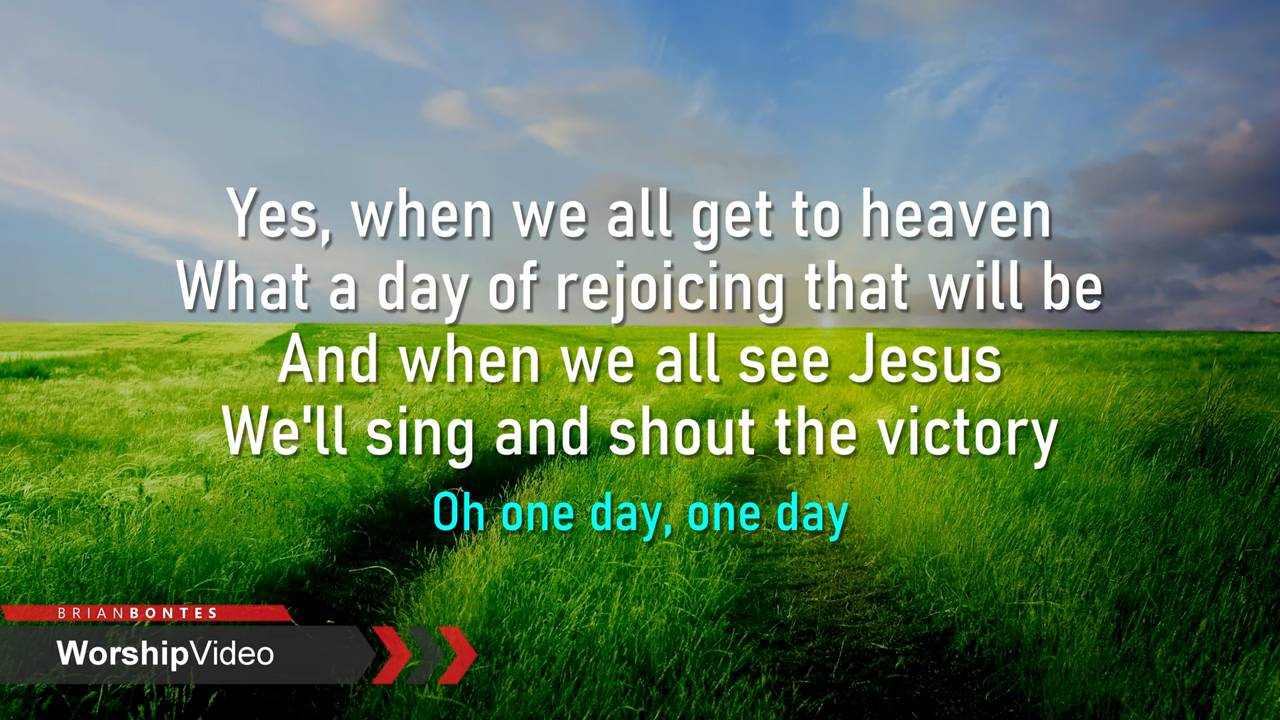 Yes, when we all get to heaven
What a day of rejoicing that will be
And when we all see Jesus
We'll sing and shout the victory
Oh one day, one day
BRIANBONTES
WorshipVideo